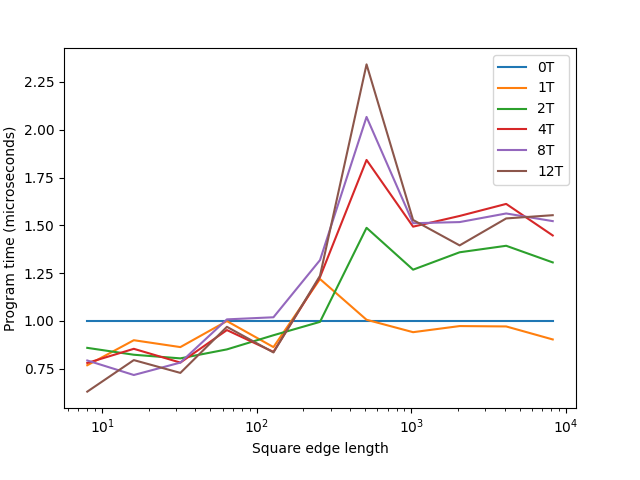 Program time (microseconds)
2.25
2.00
1.75
1.50
1.25
1.00
0.75
0T
1T
2T
4T
8T
12T
10¹
10²
10³
10⁴
Square edge length